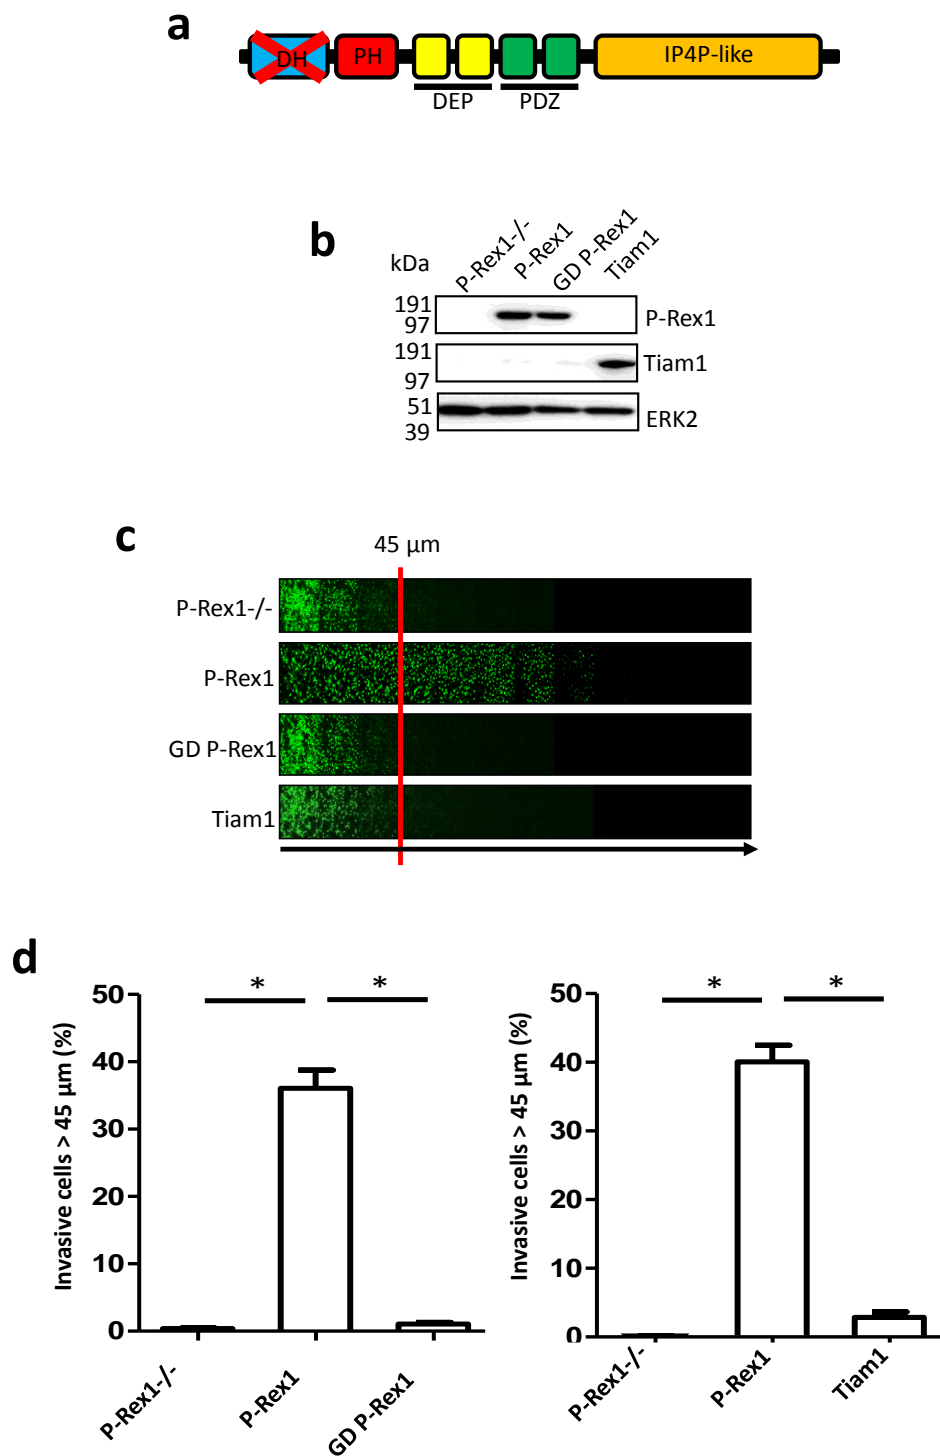 a
DH PH IP4P-like
DEP PDZ
b
kDa P-Rex1-/- P-Rex1 GD P-Rex1 Tiam1
191
97 P-Rex1
191
97 Tiam1
51
39 ERK2
c
45 µm
P-Rex1-/-
P-Rex1
GD P-Rex1
Tiam1
d
* *
Invasive cells > 45 µm (%)
50
40
30
20
10
0
P-Rex1-/- P-Rex1 GD P-Rex1
* *
Invasive cells > 45 µm (%)
50
40
30
20
10
0
P-Rex1-/- P-Rex1 Tiam1